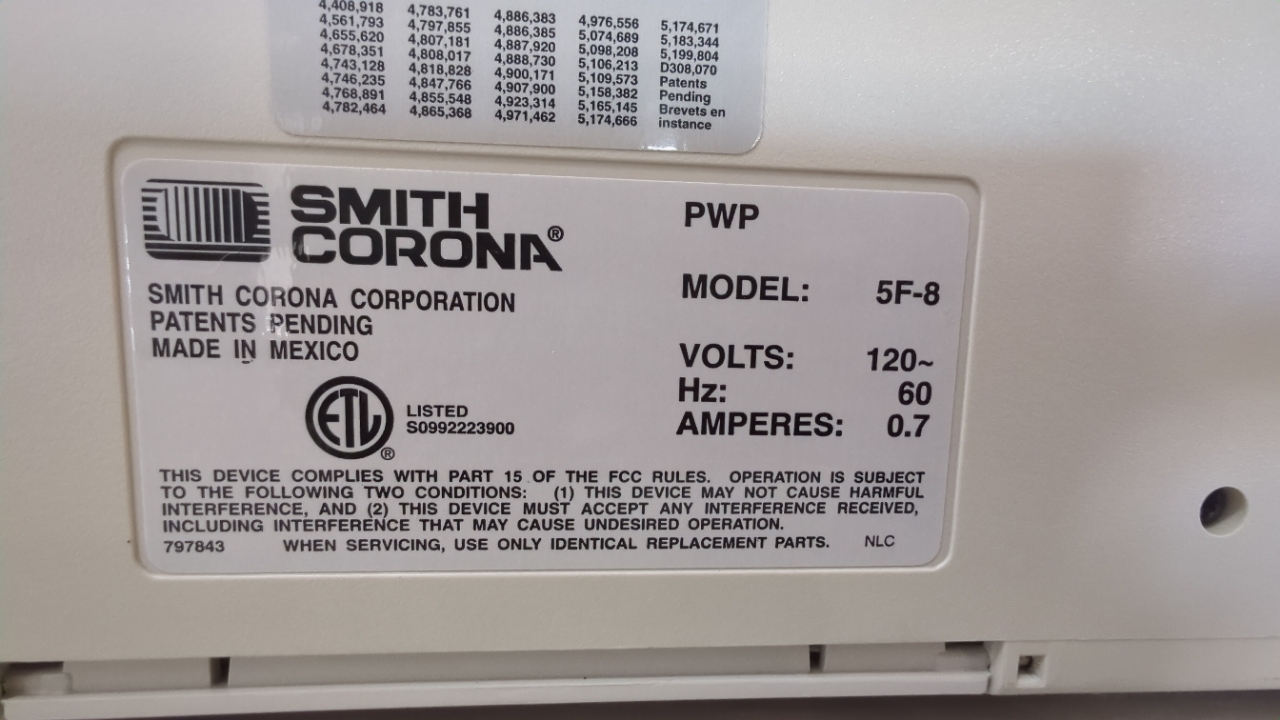 4,408,918 4,783,761 4,886,383 4,976,556 5,174,671
4,561,793 4,797,855 4,886,385 5,074,689 5,183,344
4,655,620 4,807,181 4,887,920 5,098,208 5,199,804
4,678,351 4,808,017 4,888,730 5,106,213 D308,070
4,743,128 4,818,828 4,900,171 5,109,573 Patents
4,746,235 4,847,766 4,907,900 5,158,382 Pending
4,768,891 4,855,548 4,923,314 5,165,145 Brevets en
4,782,464 4,865,368 4,971,462 5,174,666 instance
SMITH
CORONA®
SMITH CORONA CORPORATION
PATENTS PENDING
MADE IN MEXICO
ETL®
LISTED
S0992223900
PWP
MODEL: 5F-8
VOLTS: 120~
Hz: 60
AMPERES: 0.7
THIS DEVICE COMPLIES WITH PART 15 OF THE FCC RULES. OPERATION IS SUBJECT
TO THE FOLLOWING TWO CONDITIONS: (1) THIS DEVICE MAY NOT CAUSE HARMFUL
INTERFERENCE, AND (2) THIS DEVICE MUST ACCEPT ANY INTERFERENCE RECEIVED,
INCLUDING INTERFERENCE THAT MAY CAUSE UNDESIRED OPERATION.
797843 WHEN SERVICING, USE ONLY IDENTICAL REPLACEMENT PARTS. NLC